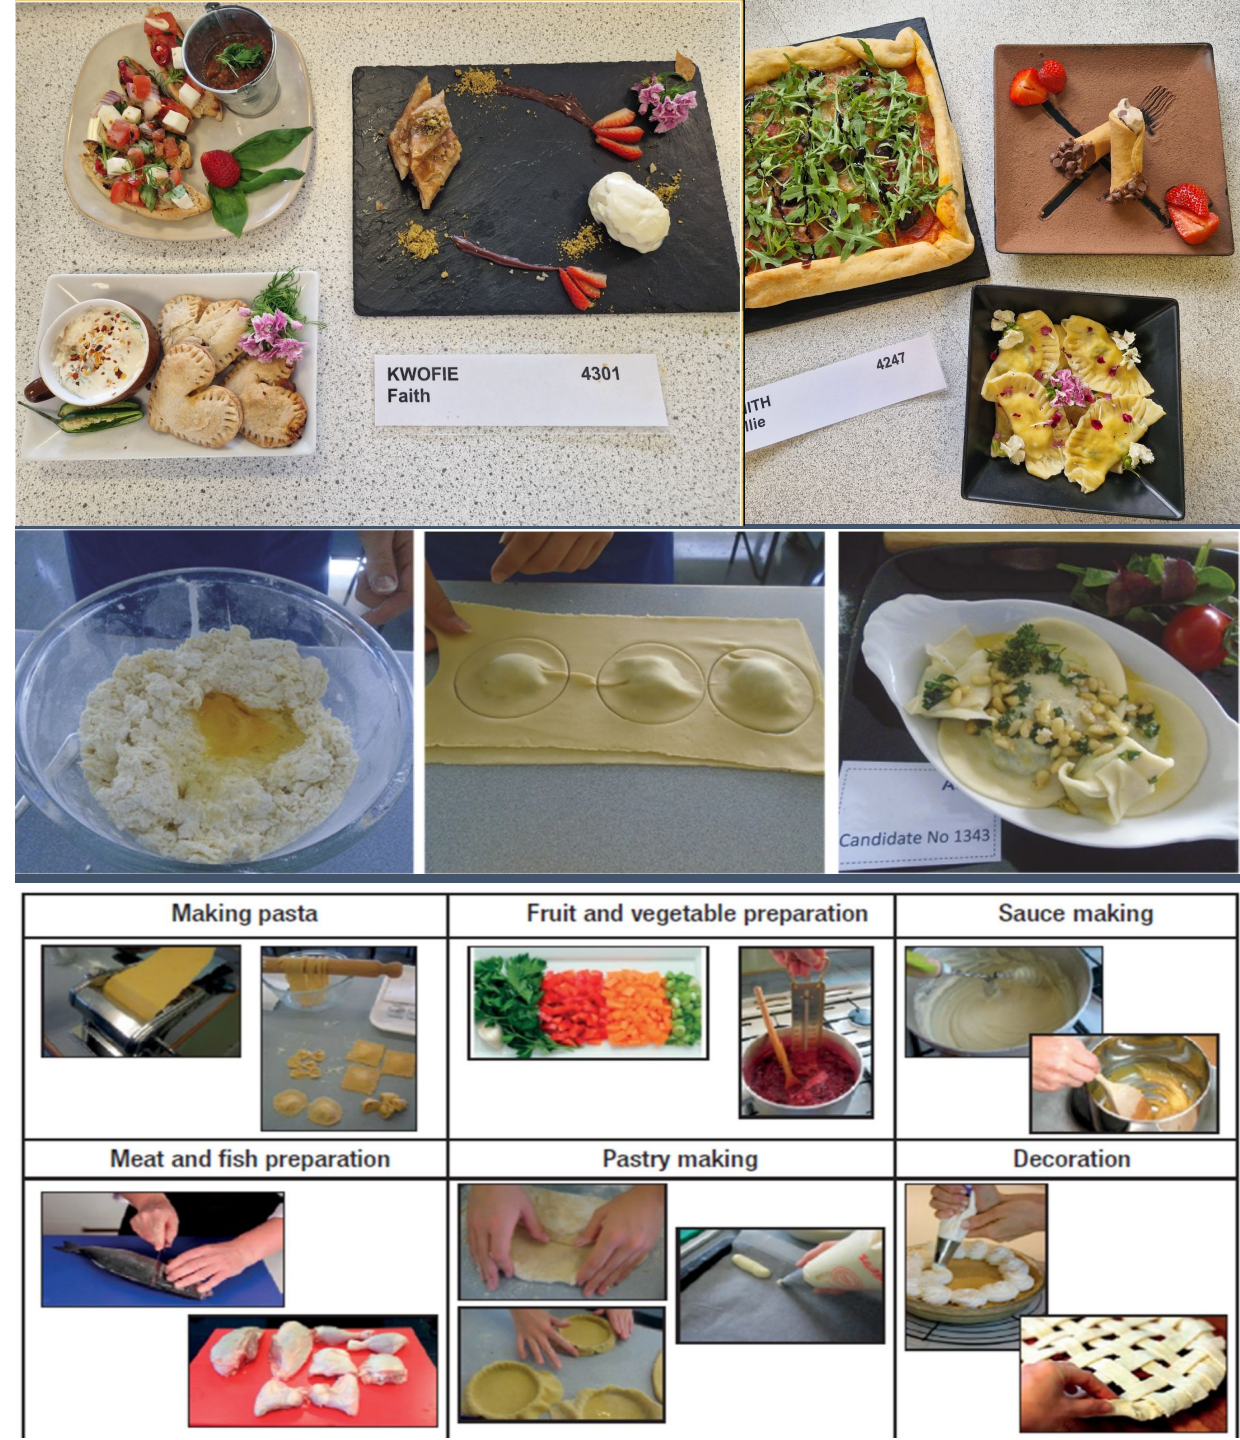 KWOFIE 4301
Faith
4247
ITH
llie
Candidate No 1343
Making pasta
Fruit and vegetable preparation
Sauce making
Meat and fish preparation
Pastry making
Decoration